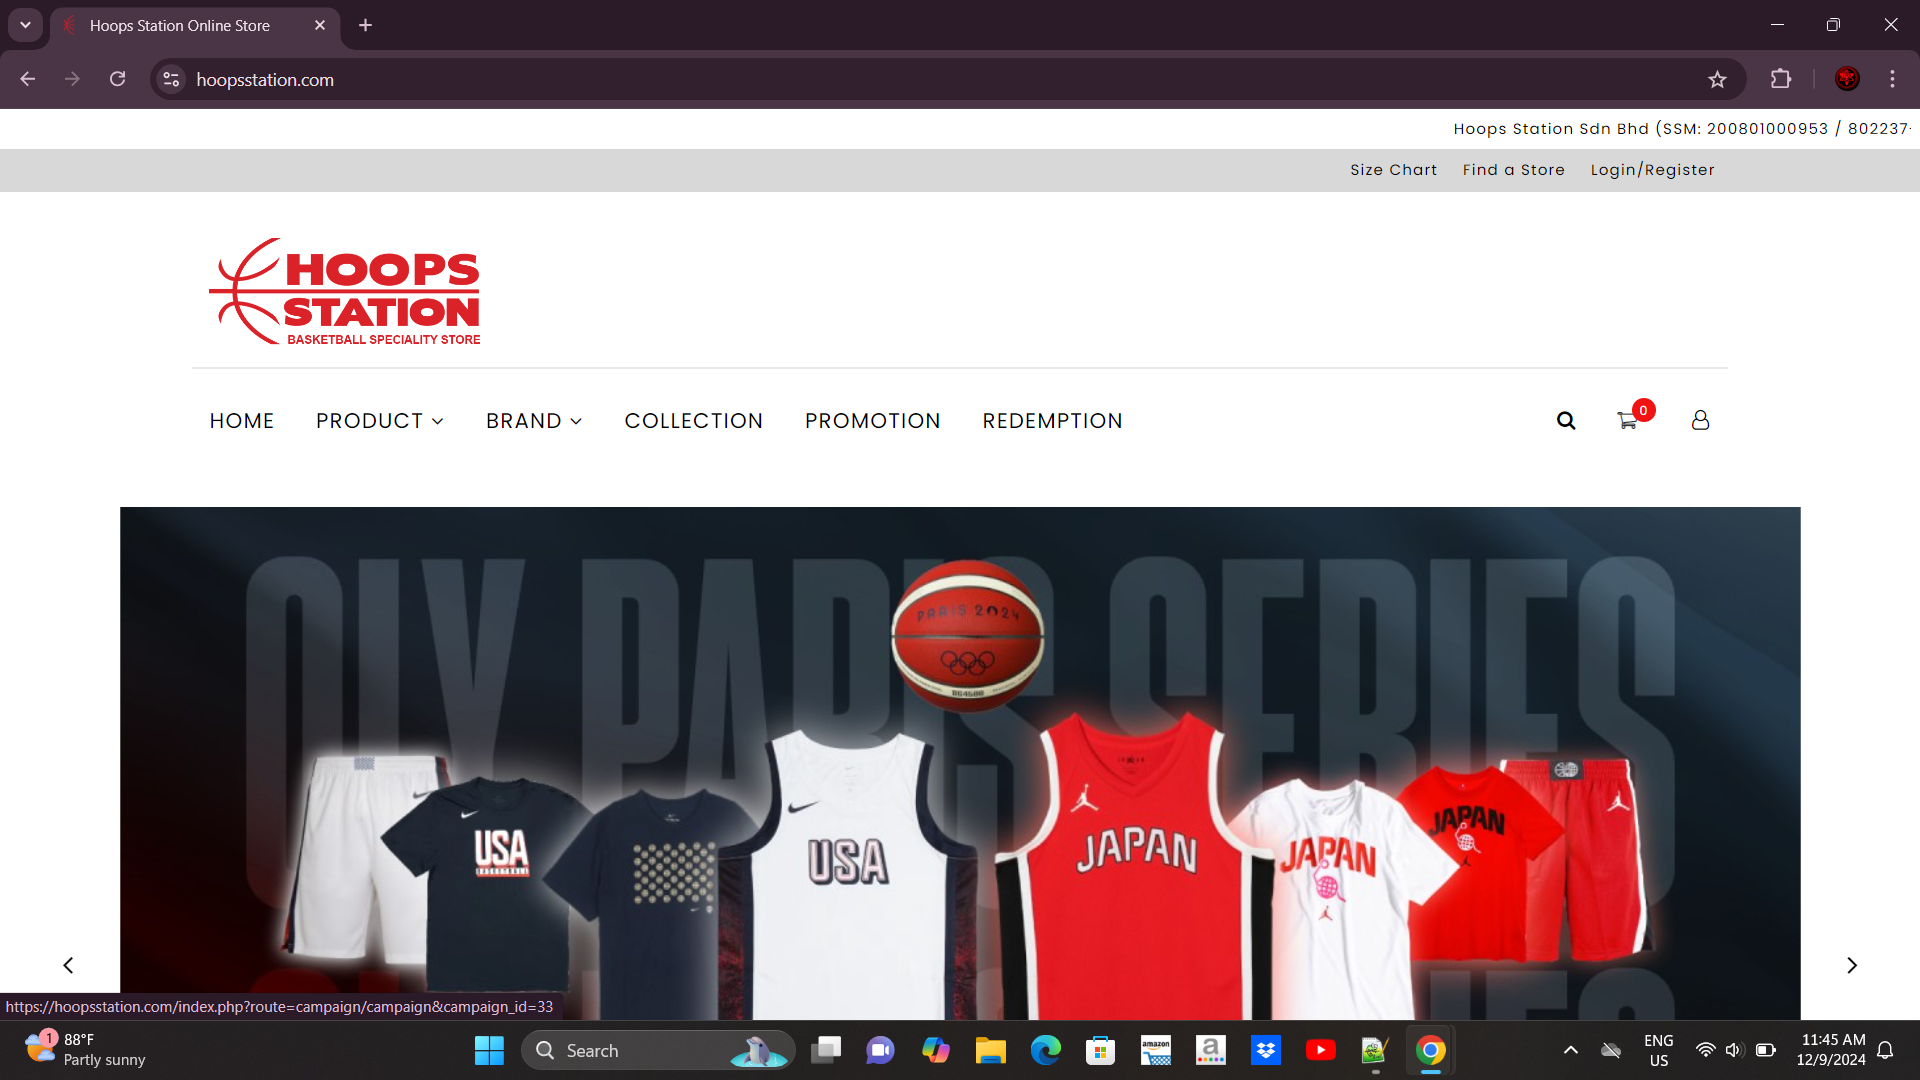 Hoops Station Online Store
hoopsstation.com
Hoops Station Sdn Bhd (SSM: 200801000953 / 802237-
Size Chart Find a Store Login/Register
HOOPS
STATION
BASKETBALL SPECIALITY STORE
HOME PRODUCT BRAND COLLECTION PROMOTION REDEMPTION
0
OLY PARIS SERIES
PARIS 2024
BG4500
USA
BASKETBALL
USA
JAPAN
JAPAN
JAPAN
https://hoopsstation.com/index.php?route=campaign/campaign&campaign_id=33
1
88°F
Partly sunny
Search
amazon
a
ENG
US
11:45 AM
12/9/2024